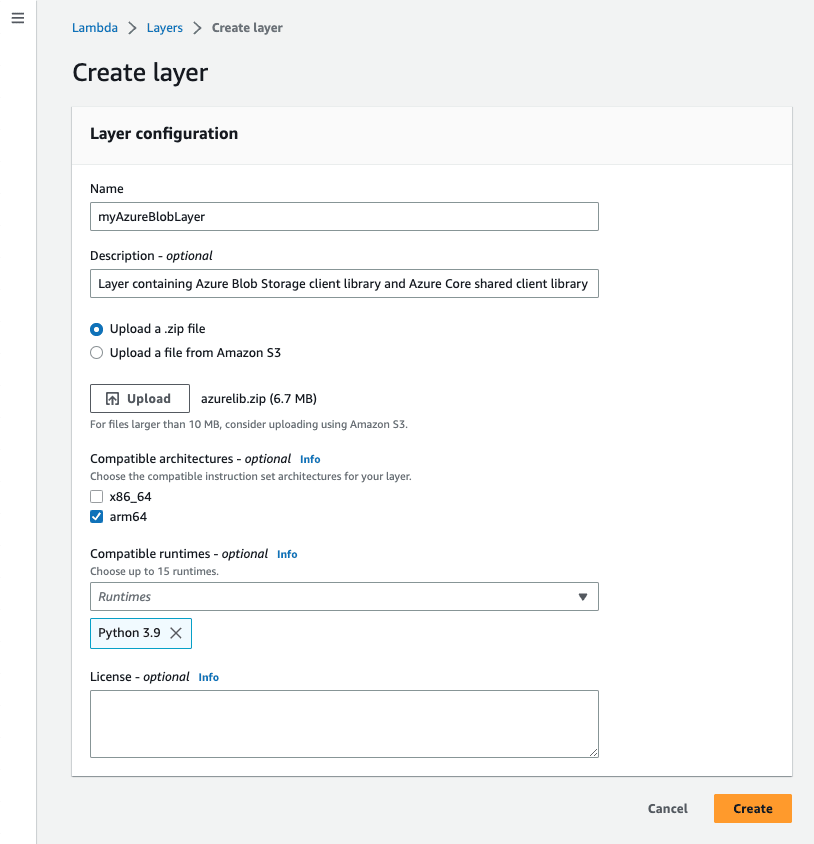 Lambda > Layers > Create layer
Create layer
Layer configuration
Name
myAzureBlobLayer
Description - optional
Layer containing Azure Blob Storage client library and Azure Core shared client library
Upload a .zip file
Upload a file from Amazon S3
Upload azurelib.zip (6.7 MB)
For files larger than 10 MB, consider uploading using Amazon S3.
Compatible architectures - optional Info
Choose the compatible instruction set architectures for your layer.
x86_64
arm64
Compatible runtimes - optional Info
Choose up to 15 runtimes.
Runtimes
Python 3.9
License - optional Info
Cancel Create